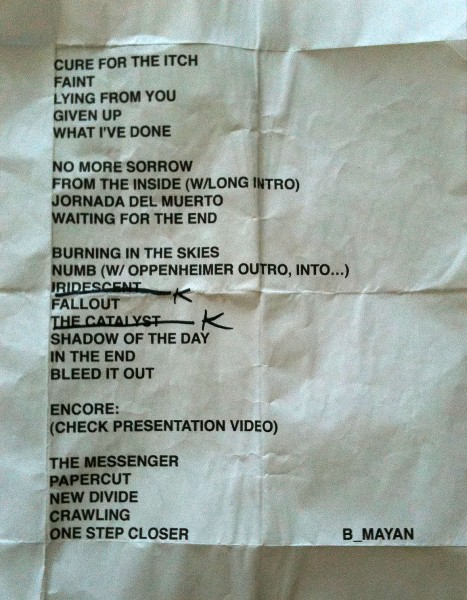 CURE FOR THE ITCH
FAINT
LYING FROM YOU
GIVEN UP
WHAT I'VE DONE
NO MORE SORROW
FROM THE INSIDE (W/LONG INTRO)
JORNADA DEL MUERTO
WAITING FOR THE END
BURNING IN THE SKIES
NUMB (W/ OPPENHEIMER OUTRO, INTO...)
IRIDESCENT K
FALLOUT
THE CATALYST K
SHADOW OF THE DAY
IN THE END
BLEED IT OUT
ENCORE:
(CHECK PRESENTATION VIDEO)
THE MESSENGER
PAPERCUT
NEW DIVIDE
CRAWLING
ONE STEP CLOSER B_MAYAN